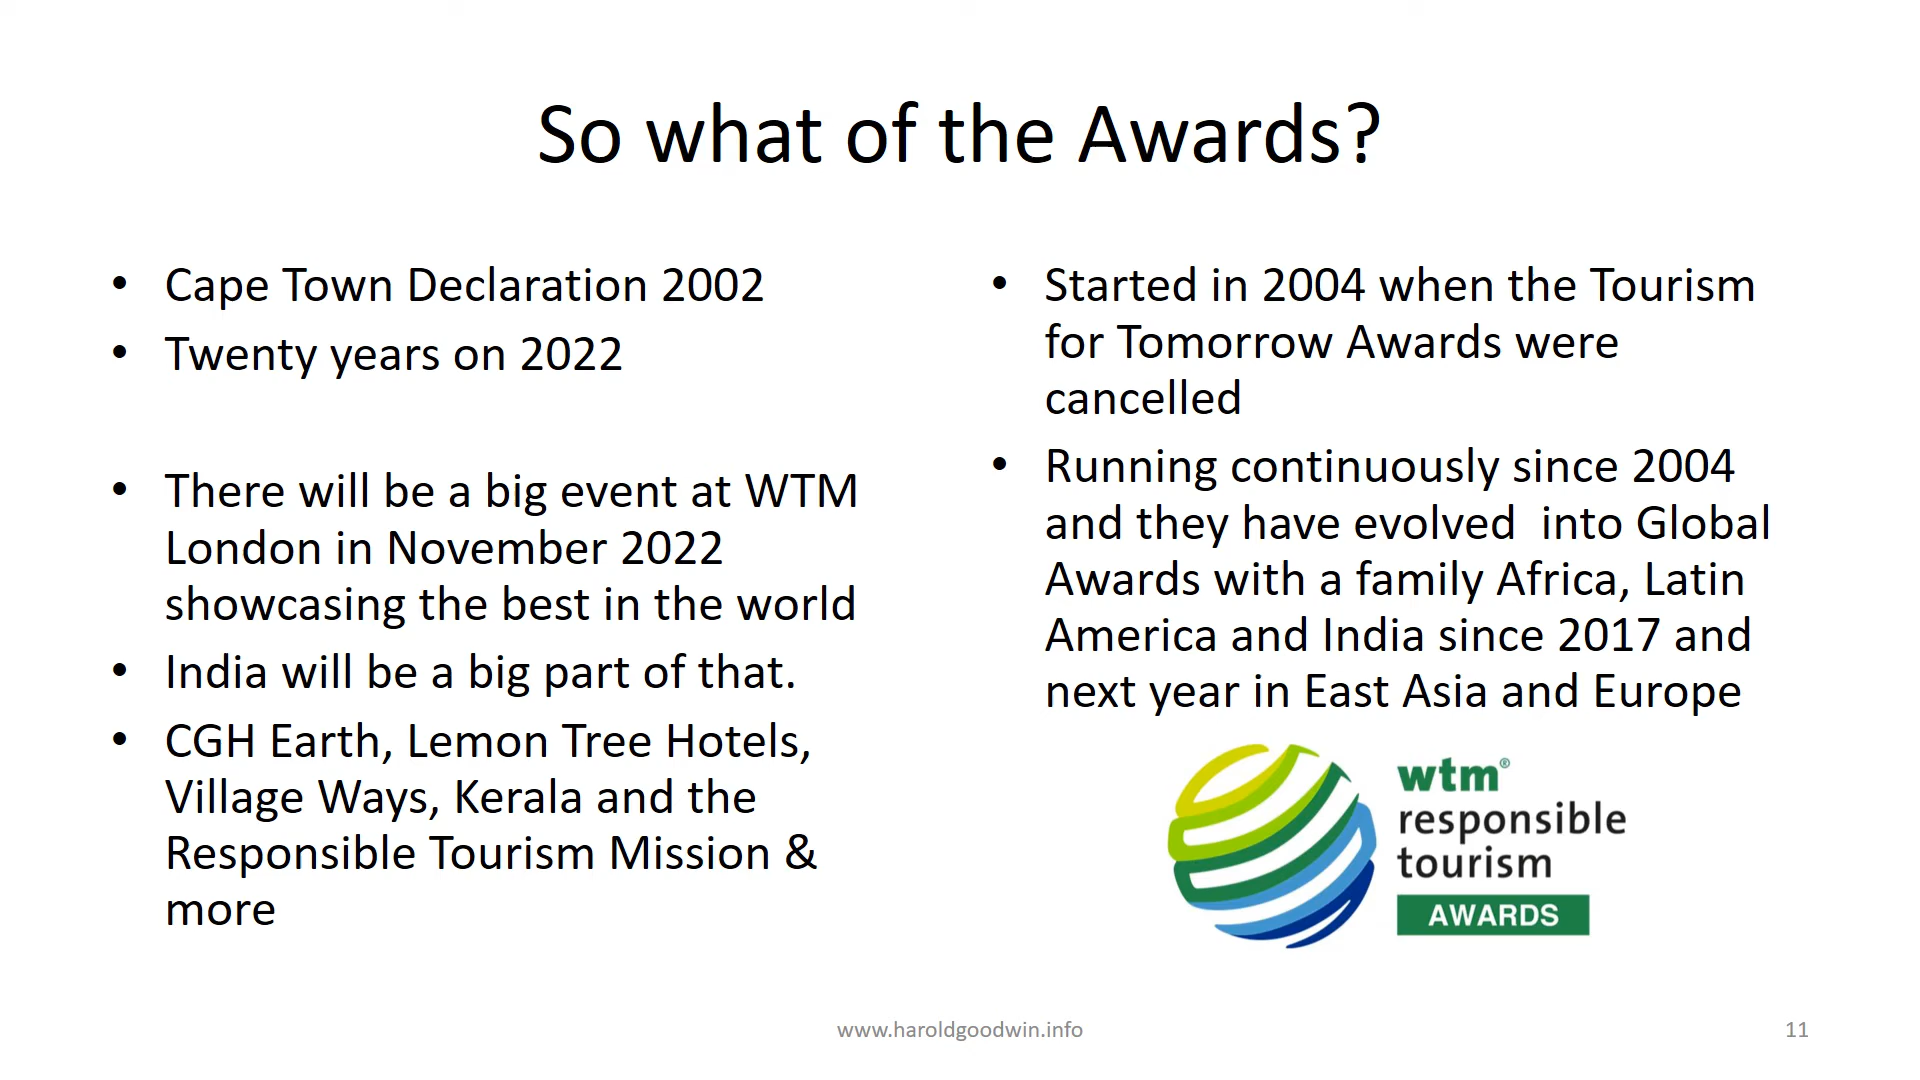 So what of the Awards?
• Cape Town Declaration 2002
• Twenty years on 2022
• There will be a big event at WTM
London in November 2022
showcasing the best in the world
• India will be a big part of that.
• CGH Earth, Lemon Tree Hotels,
Village Ways, Kerala and the
Responsible Tourism Mission &
more
• Started in 2004 when the Tourism
for Tomorrow Awards were
cancelled
• Running continuously since 2004
and they have evolved  into Global
Awards with a family Africa, Latin
America and India since 2017 and
next year in East Asia and Europe
wtm®
responsible
tourism
AWARDS
www.haroldgoodwin.info
11